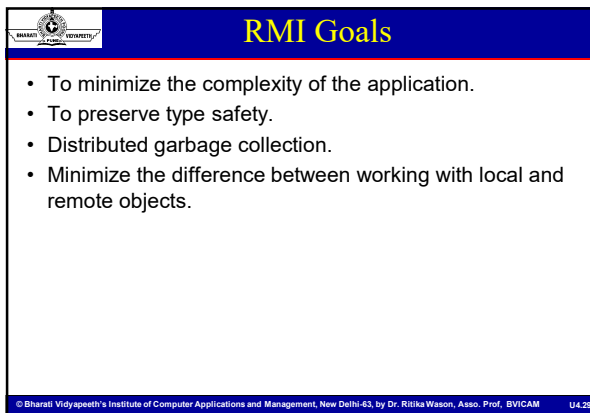 BHARATI
VIDYAPEETH
PUNE
RMI Goals
• To minimize the complexity of the application.
• To preserve type safety.
• Distributed garbage collection.
• Minimize the difference between working with local and
remote objects.
© Bharati Vidyapeeth's Institute of Computer Applications and Management, New Delhi-63, by Dr. Ritika Wason, Asso. Prof, BVICAM U4.29